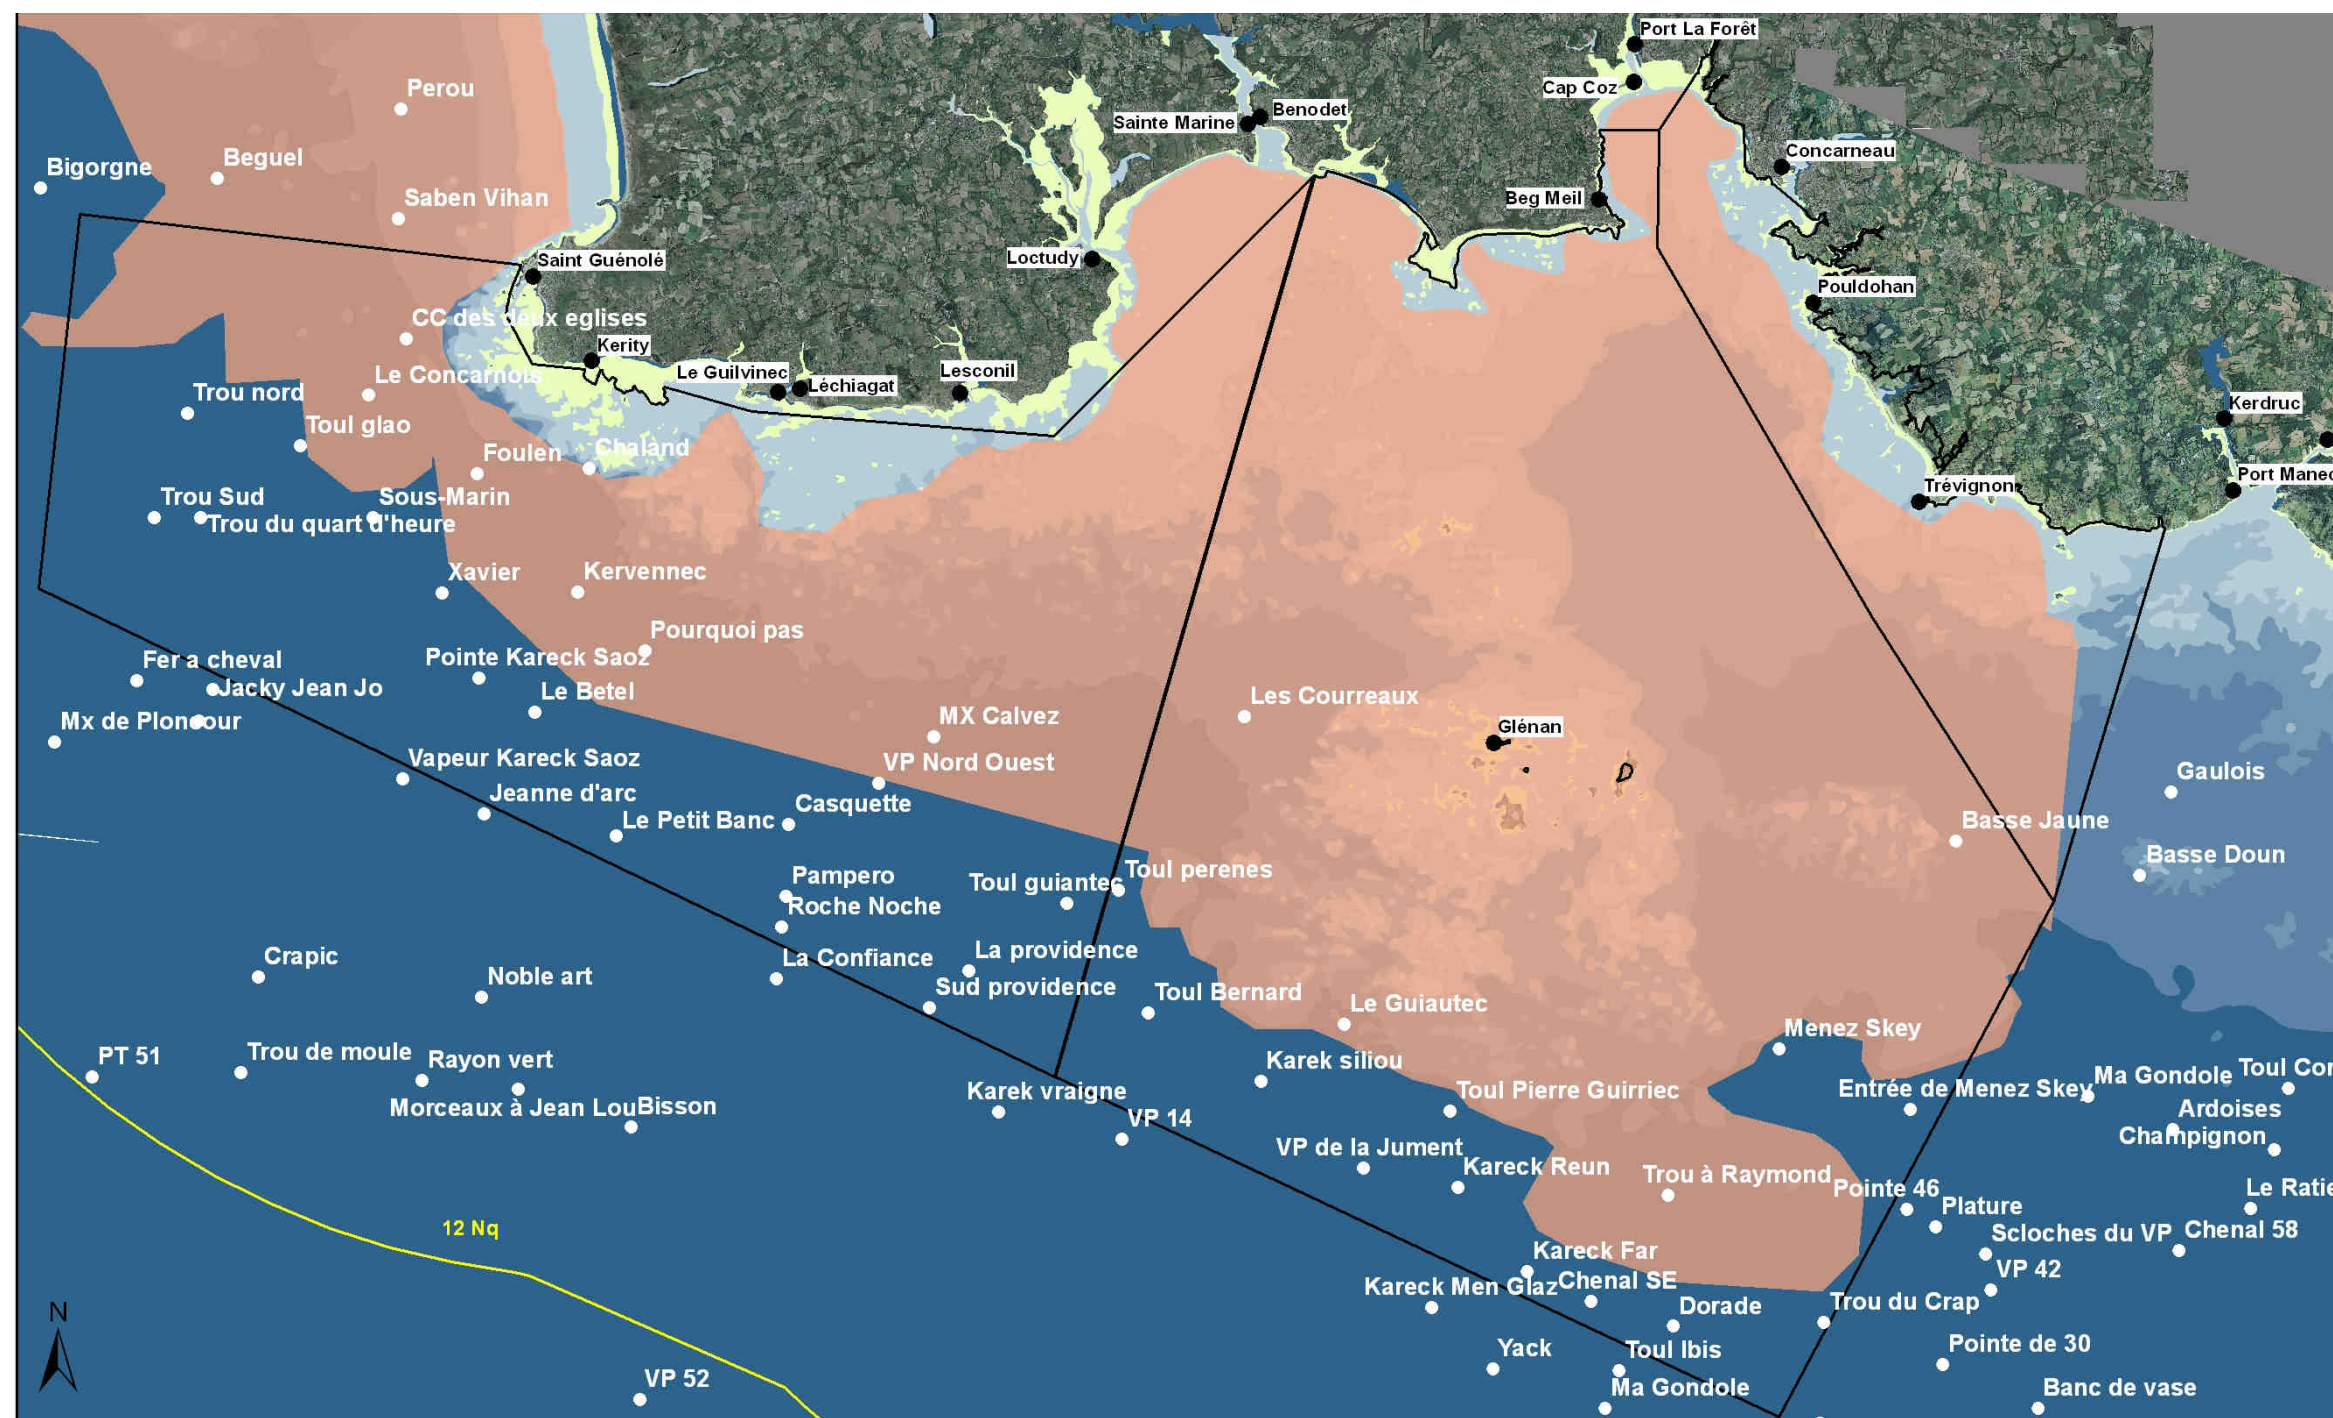 Port La Forêt
Perou
Cap Coz
Benodet
Sainte Marine
Concarneau
Bigorgne
Beguel
Saben Vihan
Beg Meil
Saint Guénolé
Loctudy
Pouldohan
CC des deux eglises
Kerity
Le Guilvinec
Léchiagat
Lesconil
Le Concarnois
Trou nord
Kerdruc
Toul glao
Foulen
Chaland
Port Manec
Trévignon
Trou Sud
Sous-Marin
Trou du quart d'heure
Xavier
Kervennec
Pourquoi pas
Fer a cheval
Pointe Kareck Saoz
Jacky Jean Jo
Le Betel
Les Courreaux
Mx de Ploneour
MX Calvez
Glénan
Vapeur Kareck Saoz
VP Nord Ouest
Gaulois
Jeanne d'arc
Casquette
Le Petit Banc
Basse Jaune
Basse Doun
Pampero
Toul guiantec
Toul perenes
Roche Noche
Crapic
La Confiance
La providence
Noble art
Sud providence
Toul Bernard
Le Guiautec
Menez Skey
PT 51
Trou de moule
Rayon vert
Karek siliou
Ma Gondole
Toul Cor
Karek vraigne
Toul Pierre Guirriec
Entrée de Menez Skey
Morceaux à Jean Lou
Bisson
VP 14
Ardoises
Champignon
VP de la Jument
Kareck Reun
Trou à Raymond
Pointe 46
Le Ratie
Plature
12 Nq
Scloches du VP
Chenal 58
Kareck Far
VP 42
Kareck Men Glaz
Chenal SE
Dorade
Trou du Crap
N
Yack
Toul Ibis
Pointe de 30
VP 52
Ma Gondole
Banc de vase